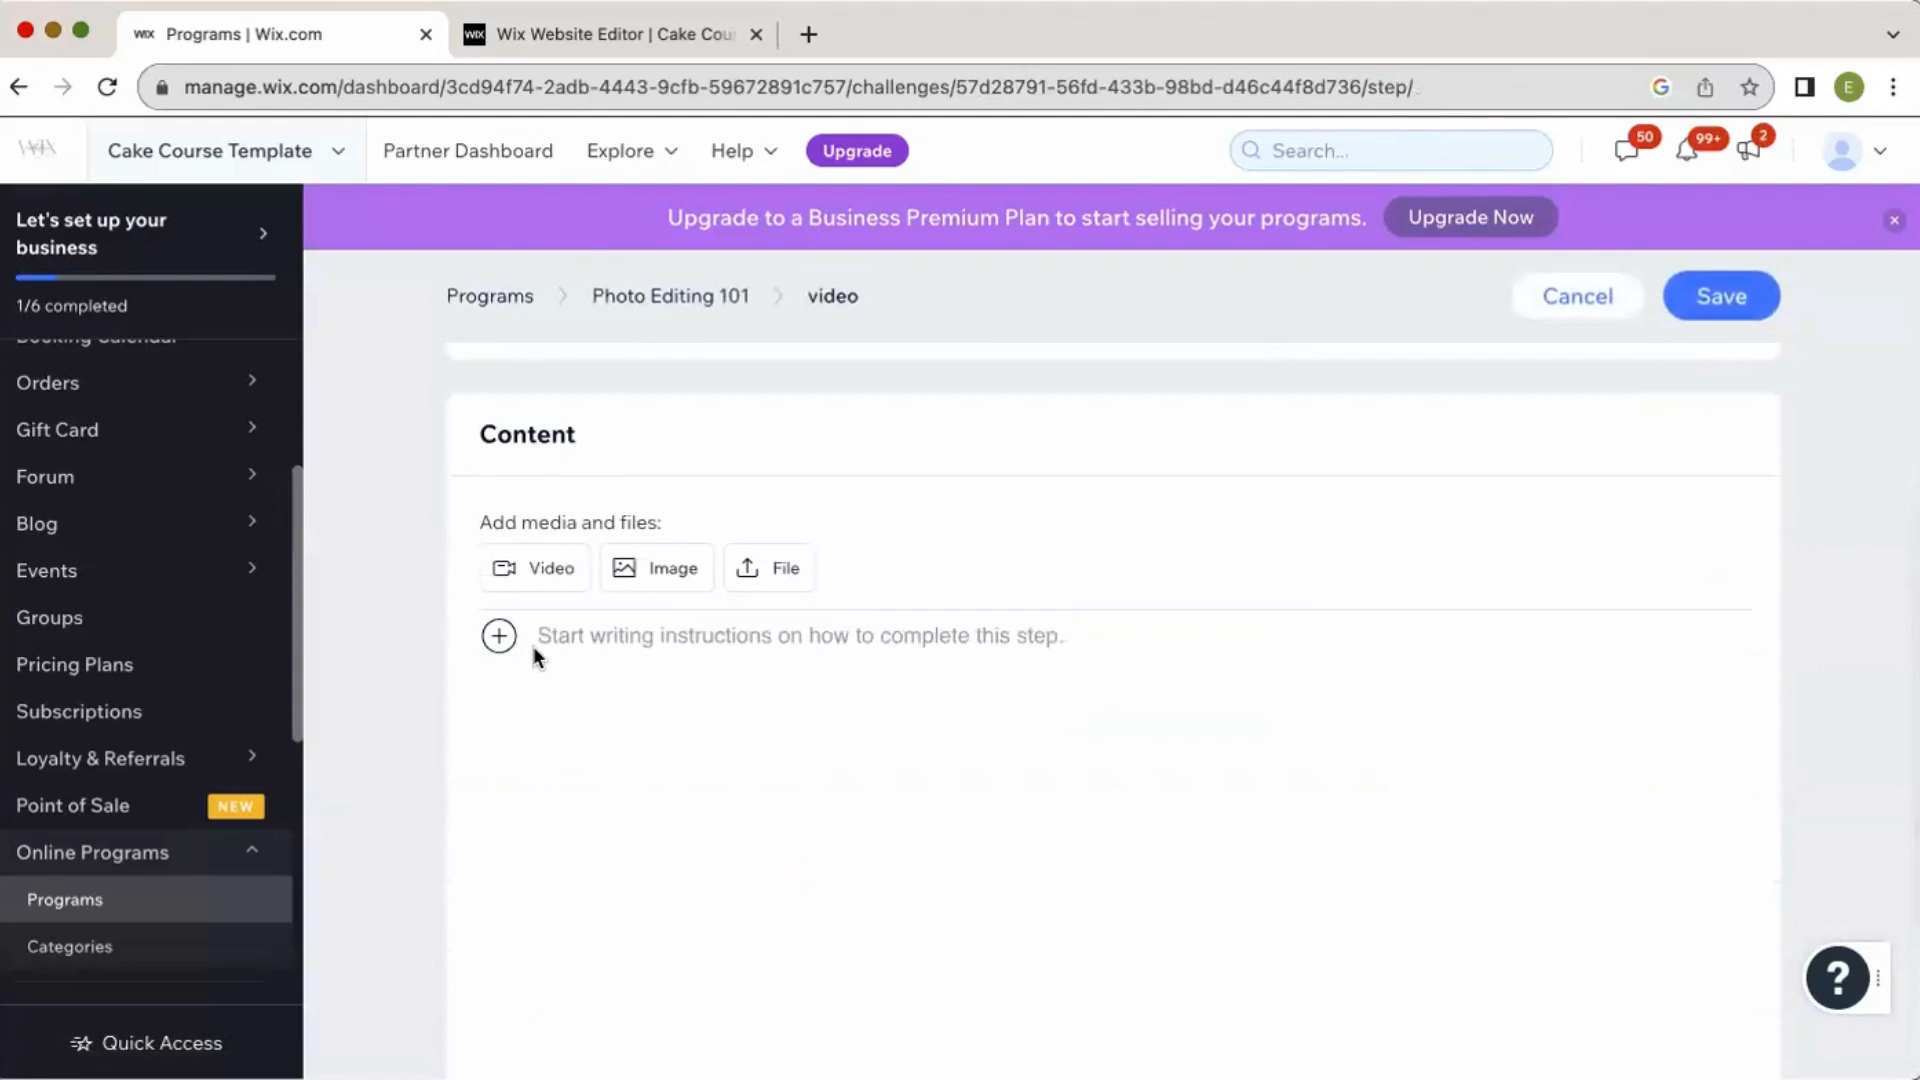 WIX Programs | Wix.com
WIX Wix Website Editor | Cake Cou
manage.wix.com/dashboard/3cd94f74-2adb-4443-9cfb-59672891c757/challenges/57d28791-56fd-433b-98bd-d46c44f8d736/step/
E
WIX
Cake Course Template
Partner Dashboard
Explore
Help
Upgrade
Search...
50
99+
2
Let's set up your
business
1/6 completed
Upgrade to a Business Premium Plan to start selling your programs.
Upgrade Now
Programs
Photo Editing 101
video
Cancel
Save
Booking Calendar
Orders
Gift Card
Forum
Blog
Events
Groups
Pricing Plans
Subscriptions
Loyalty & Referrals
Point of Sale NEW
Online Programs
Programs
Categories
Quick Access
Content
Add media and files:
Video
Image
File
Start writing instructions on how to complete this step.
?